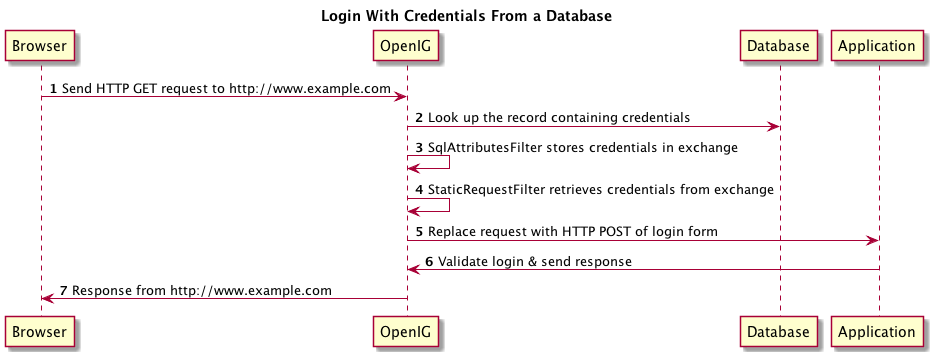 Login With Credentials From a Database
Browser OpenIG Database Application
1 Send HTTP GET request to http://www.example.com
2 Look up the record containing credentials
3 SqlAttributesFilter stores credentials in exchange
4 StaticRequestFilter retrieves credentials from exchange
5 Replace request with HTTP POST of login form
6 Validate login & send response
7 Response from http://www.example.com
Browser OpenIG Database Application